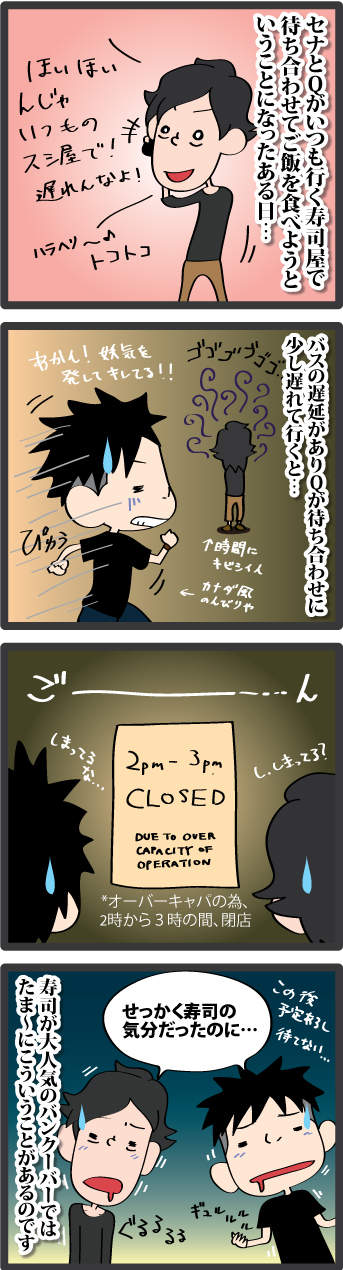 セナとQがいつも行く寿司屋で
待ち合わせてご飯を食べようと
いうことになったある日…
ほいほい
んじゃ
いつもの
スシ屋で!
遅れんなよ!
ハラヘリ〜♪
トコトコ
バスの遅延がありQが待ち合わせに
少し遅れて行くと…
ゴゴゴゴゴゴ…
あかん!妖気を
発してキレてる!!
ぴゅう
↑時間に
キビシイ人
← カナダ風
のんびりや
ご――――ん
しまってる
な…
し、しまってる?
2pm - 3pm
CLOSED
DUE TO OVER
CAPACITY OF
OPERATION
*オーバーキャパの為、
2時から3時の間、閉店
この後
予定有るし
待てない…
せっかく寿司の
気分だったのに…
ぐるるるる
ギュルルル
寿司が大人気のバンクーバーでは
たま〜にこういうことがあるのです